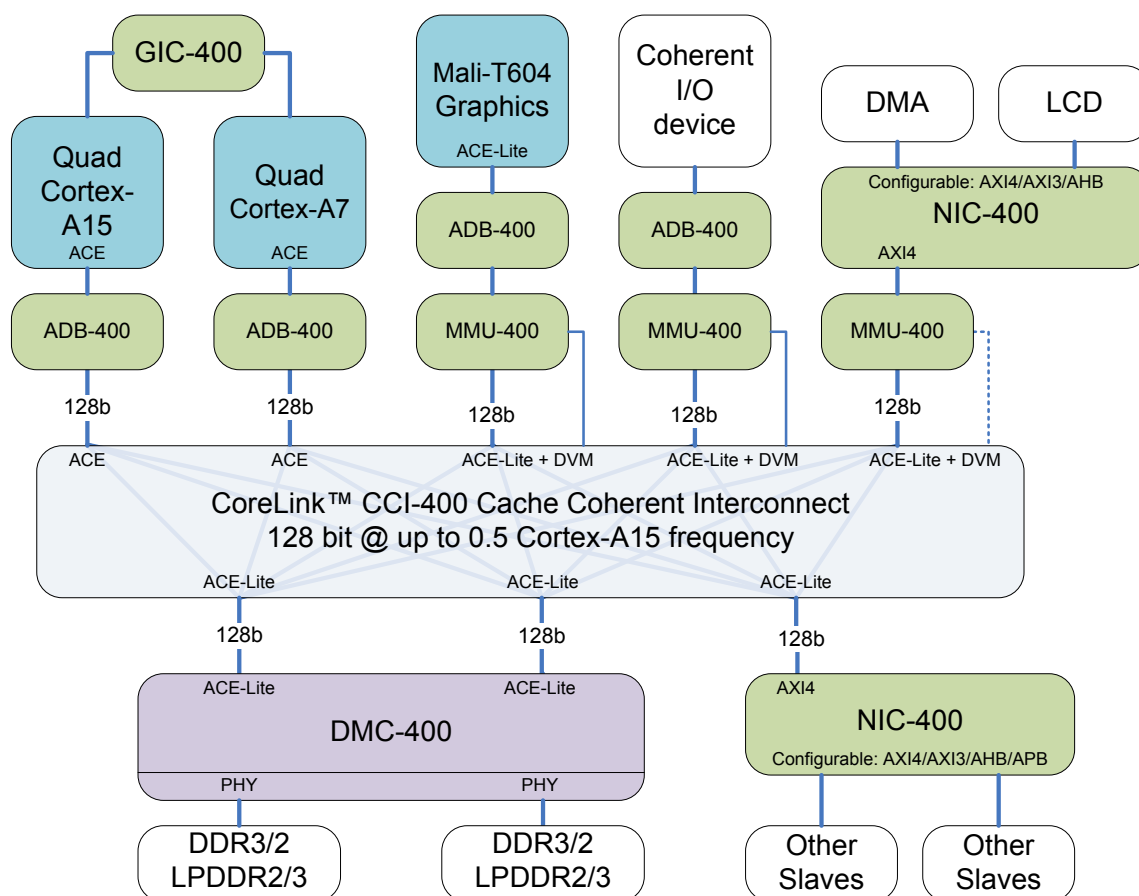 GIC-400
Mali-T604
Graphics
ACE-Lite
Coherent
I/O
device
DMA
LCD
Quad
Cortex-
A15
ACE
Quad
Cortex-A7
ACE
Configurable: AXI4/AXI3/AHB
NIC-400
AXI4
ADB-400
ADB-400
ADB-400
ADB-400
MMU-400
MMU-400
MMU-400
128b
128b
128b
128b
128b
ACE
ACE
ACE-Lite + DVM
ACE-Lite + DVM
ACE-Lite + DVM
CoreLink™ CCI-400 Cache Coherent Interconnect
128 bit @ up to 0.5 Cortex-A15 frequency
ACE-Lite
ACE-Lite
ACE-Lite
128b
128b
128b
ACE-Lite
ACE-Lite
DMC-400
PHY
PHY
AXI4
NIC-400
Configurable: AXI4/AXI3/AHB/APB
DDR3/2
LPDDR2/3
DDR3/2
LPDDR2/3
Other
Slaves
Other
Slaves